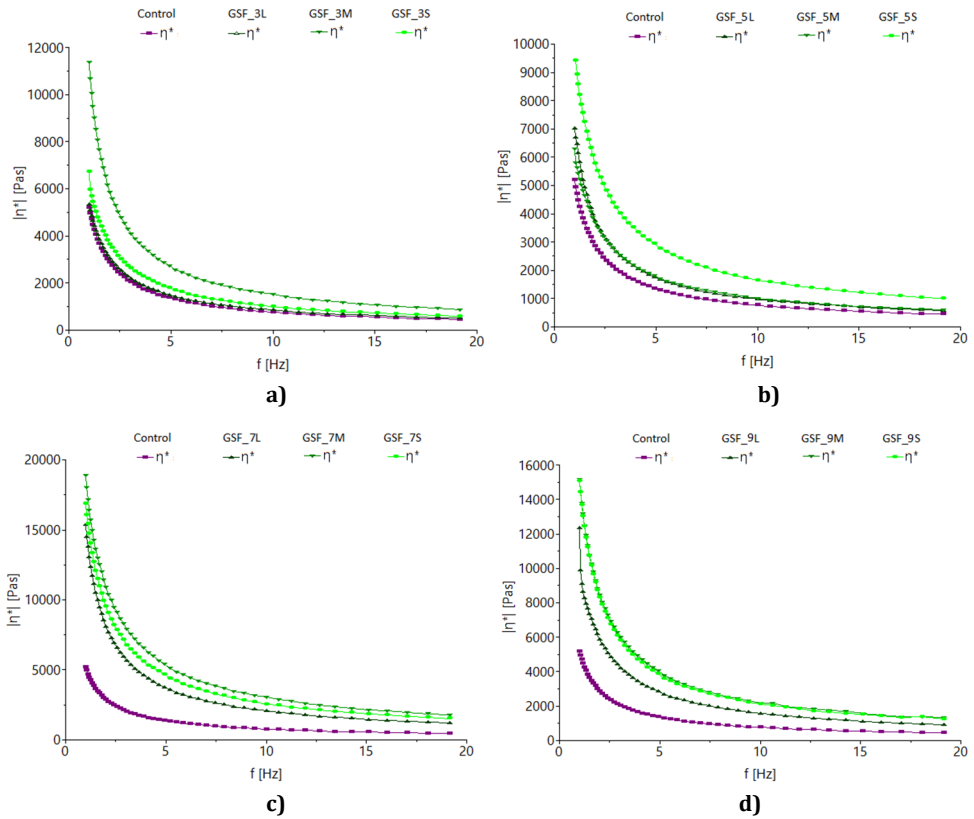 Control GSF_3L GSF_3M GSF_3S
η* η* η* η*
12000
10000
8000
6000
4000
2000
0
|η*| [Pas]
0 5 10 15 20
f [Hz]
a)
Control GSF_5L GSF_5M GSF_5S
η* η* η* η*
10000
9000
8000
7000
6000
5000
4000
3000
2000
1000
0
|η*| [Pas]
0 5 10 15 20
f [Hz]
b)
Control GSF_7L GSF_7M GSF_7S
η* η* η* η*
20000
15000
10000
5000
0
|η*| [Pas]
0 5 10 15 20
f [Hz]
c)
Control GSF_9L GSF_9M GSF_9S
η* η* η* η*
16000
14000
12000
10000
8000
6000
4000
2000
0
|η*| [Pas]
0 5 10 15 20
f [Hz]
d)